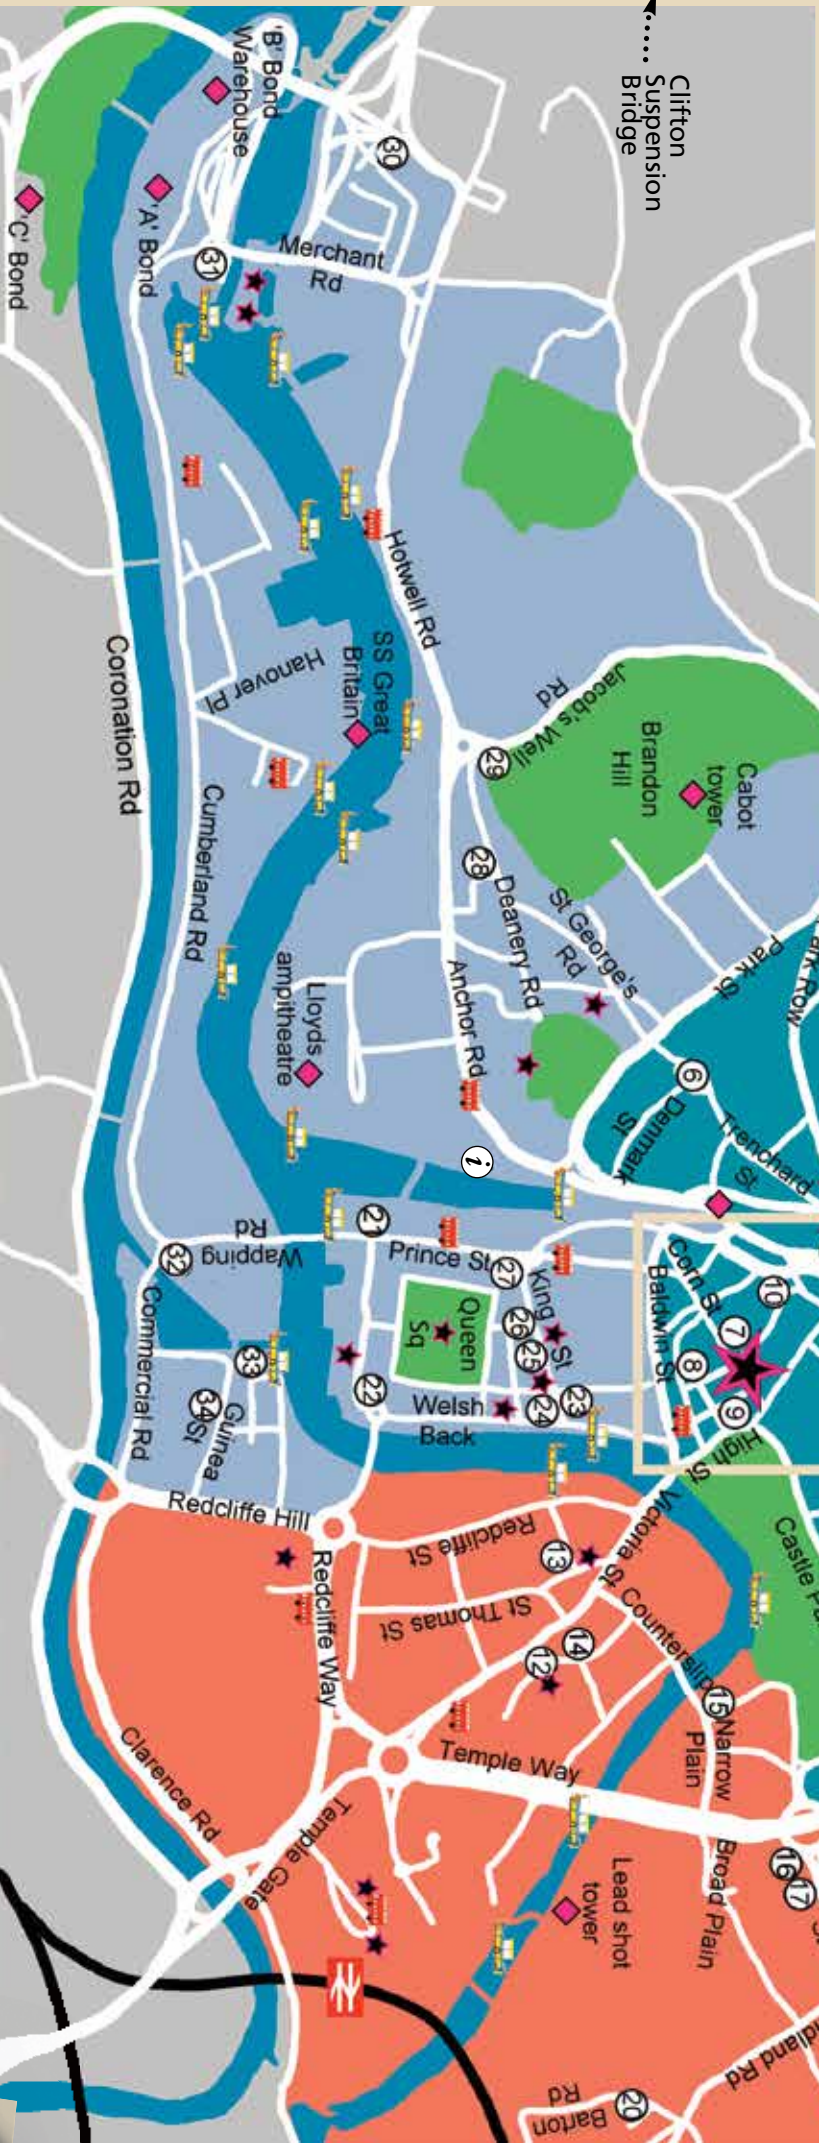 Clifton
Suspension
Bridge
'B' Bond
Warehouse
30
'A' Bond
'C' Bond
31
Merchant
Rd
Hotwell Rd
Coronation Rd
Hanover Pl
SS Great
Britain
Cumberland Rd
Jacob's Well
Rd
29
Brandon
Hill
Cabot
tower
28
Deanery Rd
St George's
Rd
Park St
Park Row
Anchor Rd
Lloyds
ampitheatre
6
Denmark
St
Trenchard
St
i
21
Wapping
Rd
32
Prince St
27
King
St
26
25
24
23
Queen
Sq
22
Welsh
Back
Corn St
Baldwin St
10
7
8
9
High St
Commercial Rd
33
34
Guinea
St
Redcliffe Hill
Redcliffe St
Victoria St
13
St Thomas St
Redcliffe Way
Counterslip
14
12
15
Narrow
Plain
Castle
Temple Way
Clarence Rd
Temple Gate
Broad Plain
16
17
Lead shot
tower
Rd
20
Barton
Rd